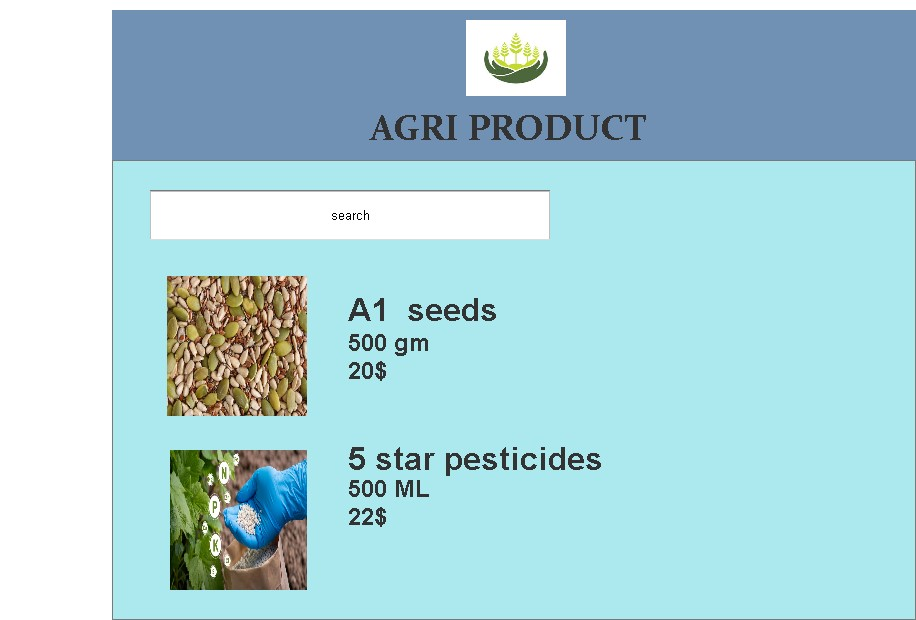 AGRI PRODUCT
search
A1  seeds
500 gm
20$
N
P
K
5 star pesticides
500 ML
22$